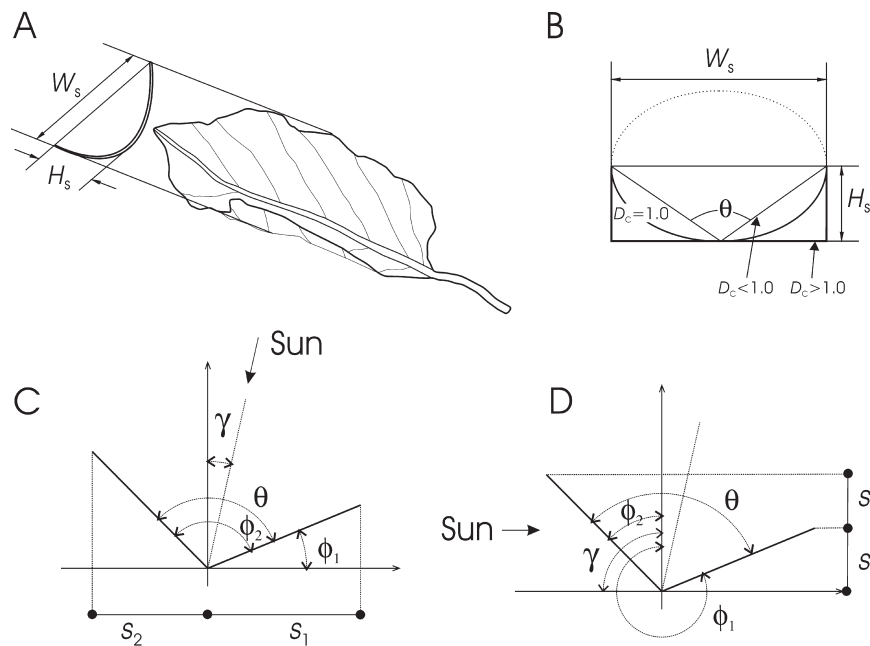 A
W_s
H_s
B
W_s
D_c=1.0
θ
H_s
D_c<1.0
D_c>1.0
C
Sun
γ
θ
ϕ_2
ϕ_1
s_2
s_1
D
Sun
γ
ϕ_2
θ
ϕ_1
s
s